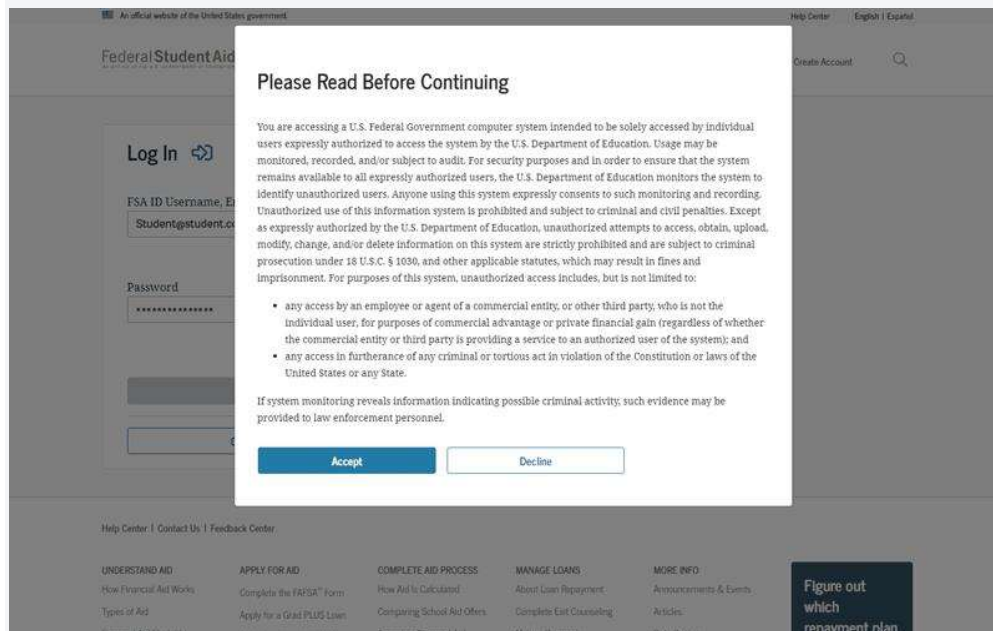 An official website of the United States government.
Help Center English | Español
Federal Student Aid
Create Account
Please Read Before Continuing
You are accessing a U.S. Federal Government computer system intended to be solely accessed by individual
users expressly authorized to access the system by the U.S. Department of Education. Usage may be
monitored, recorded, and/or subject to audit. For security purposes and in order to ensure that the system
remains available to all expressly authorized users, the U.S. Department of Education monitors the system to
identify unauthorized users. Anyone using this system expressly consents to such monitoring and recording.
Unauthorized use of this information system is prohibited and subject to criminal and civil penalties. Except
as expressly authorized by the U.S. Department of Education, unauthorized attempts to access, obtain, upload,
modify, change, and/or delete information on this system are strictly prohibited and are subject to criminal
prosecution under 18 U.S.C. § 1030, and other applicable statutes, which may result in fines and
imprisonment. For purposes of this system, unauthorized access includes, but is not limited to:
• any access by an employee or agent of a commercial entity, or other third party, who is not the
individual user, for purposes of commercial advantage or private financial gain (regardless of whether
the commercial entity or third party is providing a service to an authorized user of the system); and
• any access in furtherance of any criminal or tortious act in violation of the Constitution or laws of the
United States or any State.
If system monitoring reveals information indicating possible criminal activity, such evidence may be
provided to law enforcement personnel.
Accept
Decline
Log In
FSA ID Username, E
Student@student.co
Password
***************
Help Center | Contact Us | Feedback Center
UNDERSTAND AID
How Financial Aid Works
Types of Aid
APPLY FOR AID
Complete the FAFSA® Form
Apply for a Grad PLUS Loan
COMPLETE AID PROCESS
How Aid Is Calculated
Comparing School Aid Offers
MANAGE LOANS
About Loan Repayment
Complete Exit Counseling
MORE INFO
Announcements & Events
Articles
Figure out
which
repayment plan